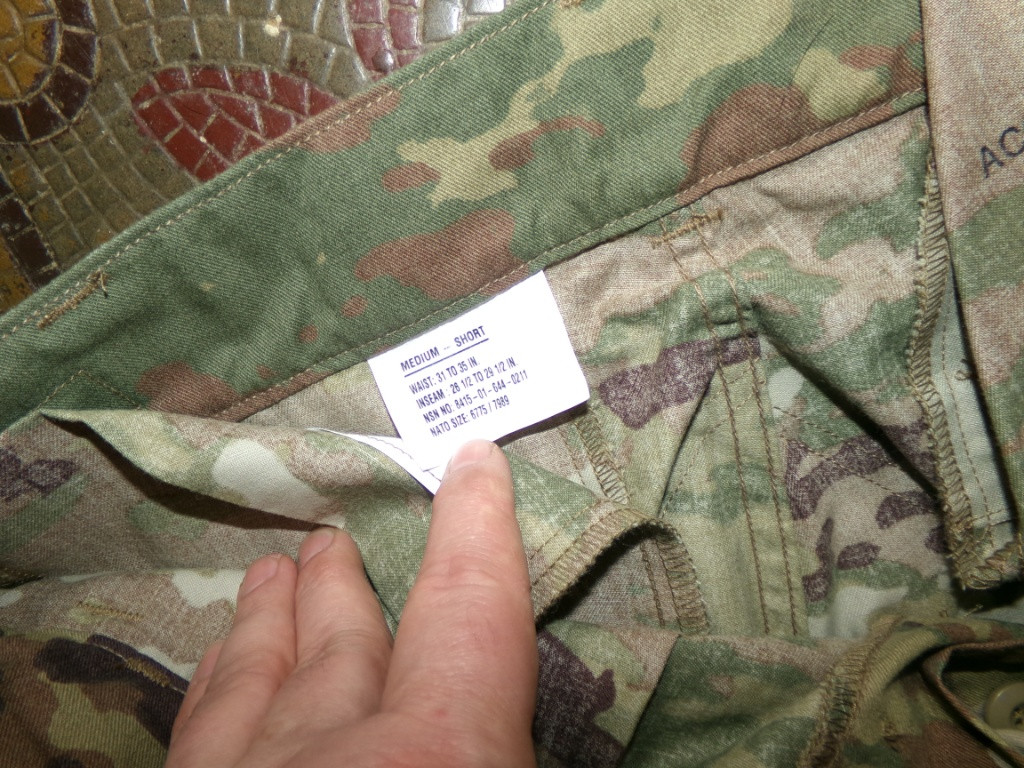 MEDIUM -- SHORT
WAIST: 31 TO 35 IN.
INSEAM: 26 1/2 TO 29 1/2 IN
NSN NO. 8415-01-644-0211
NATO SIZE: 6775 / 7989
AC